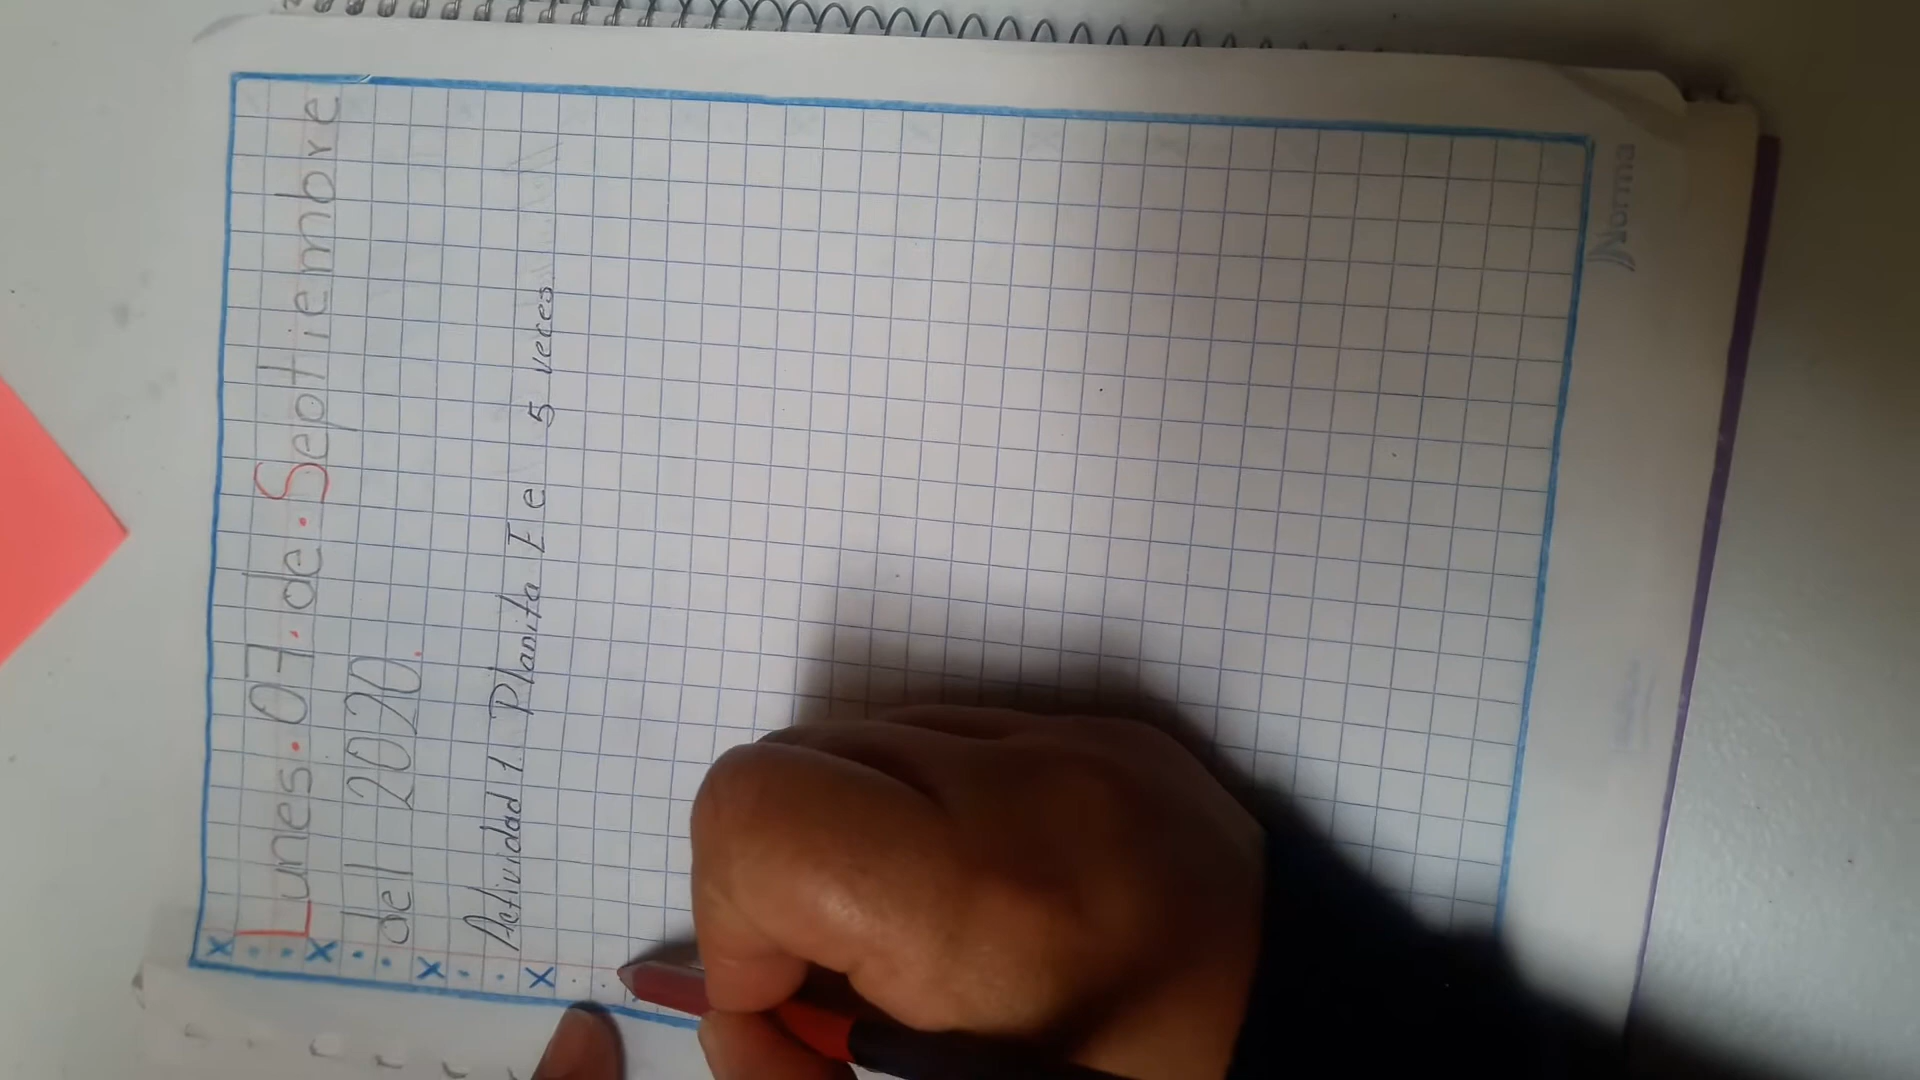 Lunes.07.de.Septiembre
del 2020.
Actividad 1. Planita E e 5 veces.
Norma